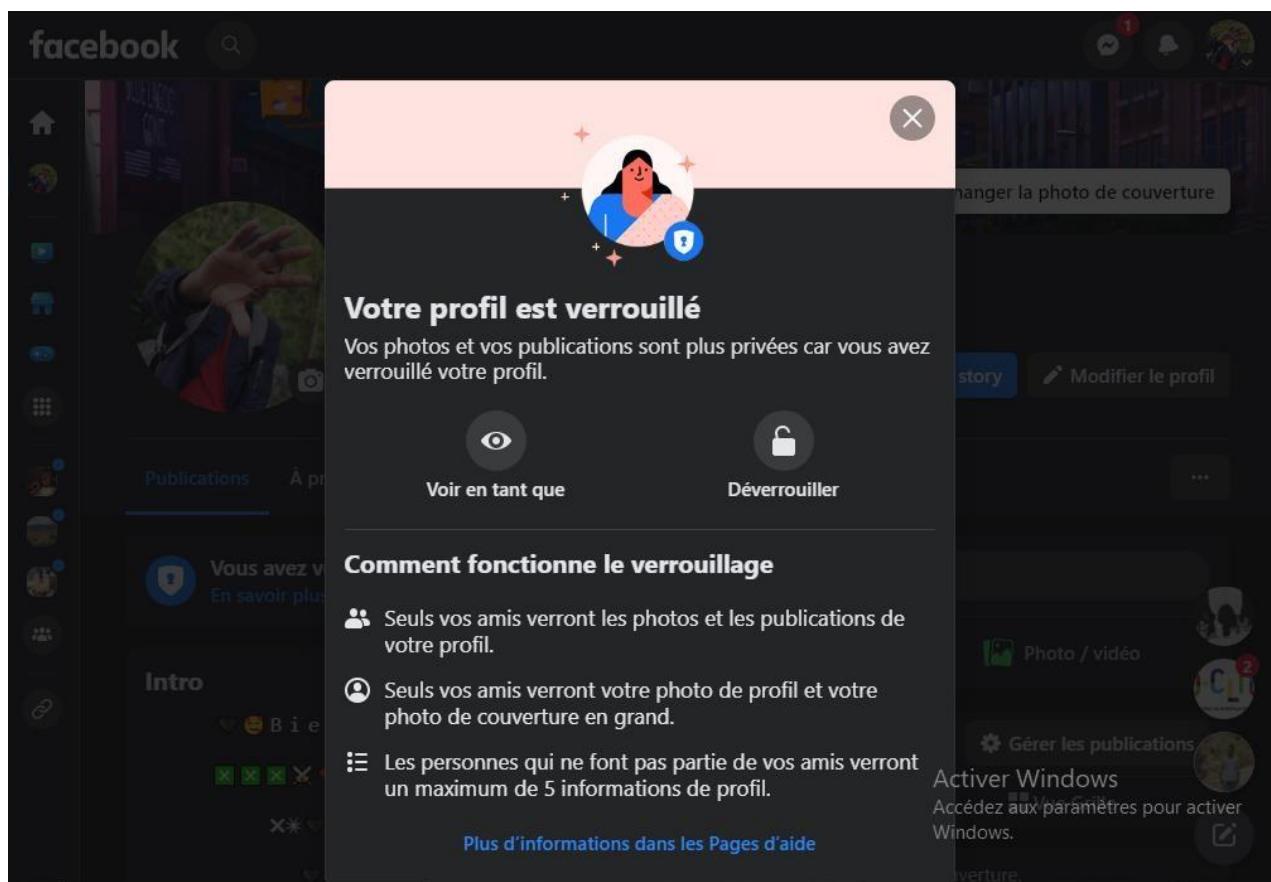 facebook
1
hanger la photo de couverture
Votre profil est verrouillé
Vos photos et vos publications sont plus privées car vous avez
verrouillé votre profil.
story
Modifier le profil
Voir en tant que
Déverrouiller
Publications
À pr
Comment fonctionne le verrouillage
Vous avez v
En savoir plus
Seuls vos amis verront les photos et les publications de
votre profil.
Photo / vidéo
2
Intro
Seuls vos amis verront votre photo de profil et votre
photo de couverture en grand.
B i e
Gérer les publications
Les personnes qui ne font pas partie de vos amis verront
un maximum de 5 informations de profil.
Activer Windows
Accédez aux paramètres pour activer
Windows.
Plus d'informations dans les Pages d'aide